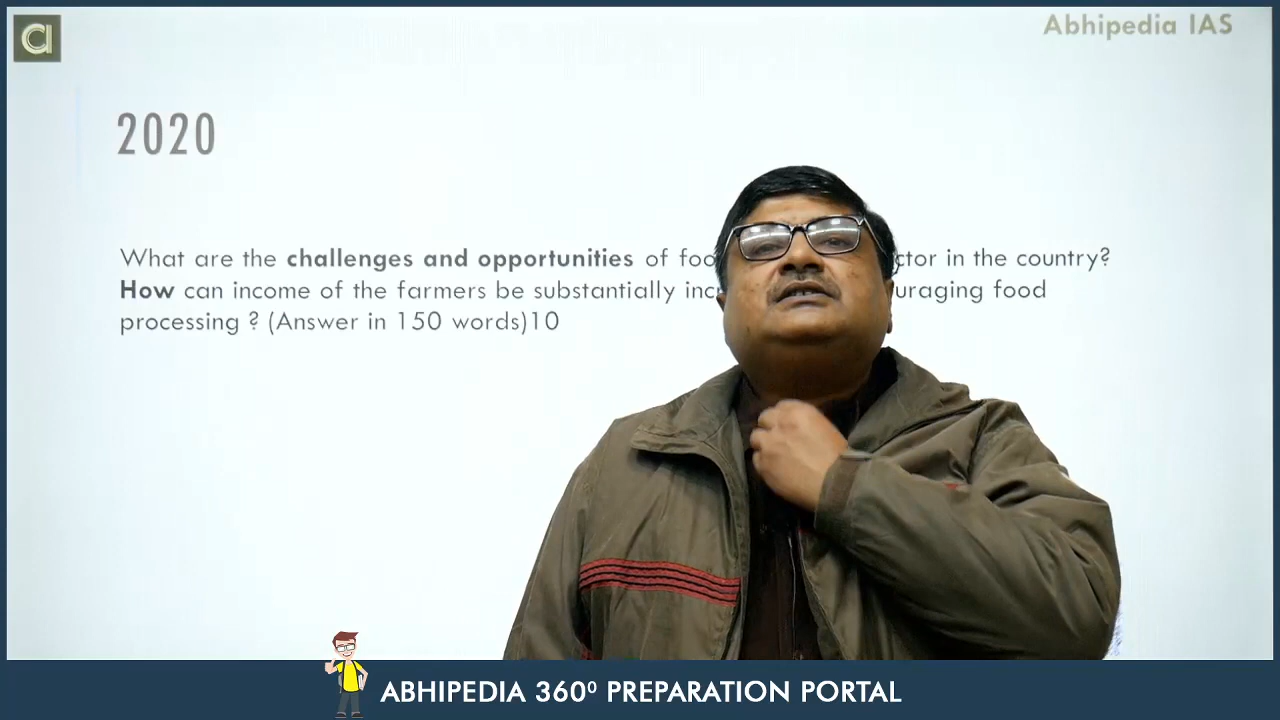 Abhipedia IAS
2020
What are the challenges and opportunities of foo ctor in the country?
How can income of the farmers be substantially inc uraging food
processing ? (Answer in 150 words)10
ABHIPEDIA 360⁰ PREPARATION PORTAL